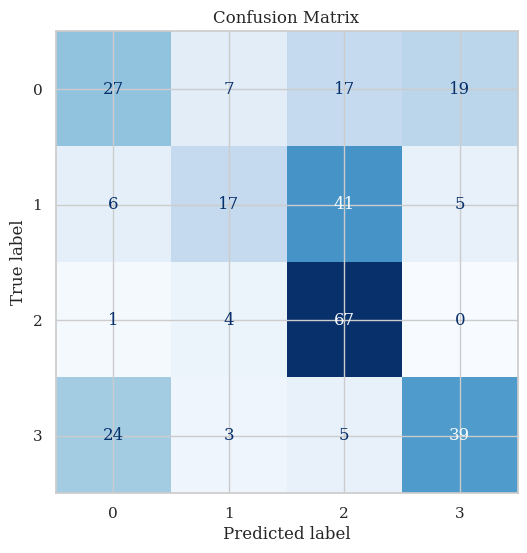 Confusion Matrix
0 27 7 17 19
1 6 17 41 5
2 1 4 67 0
3 24 3 5 39
0 1 2 3
True label
Predicted label